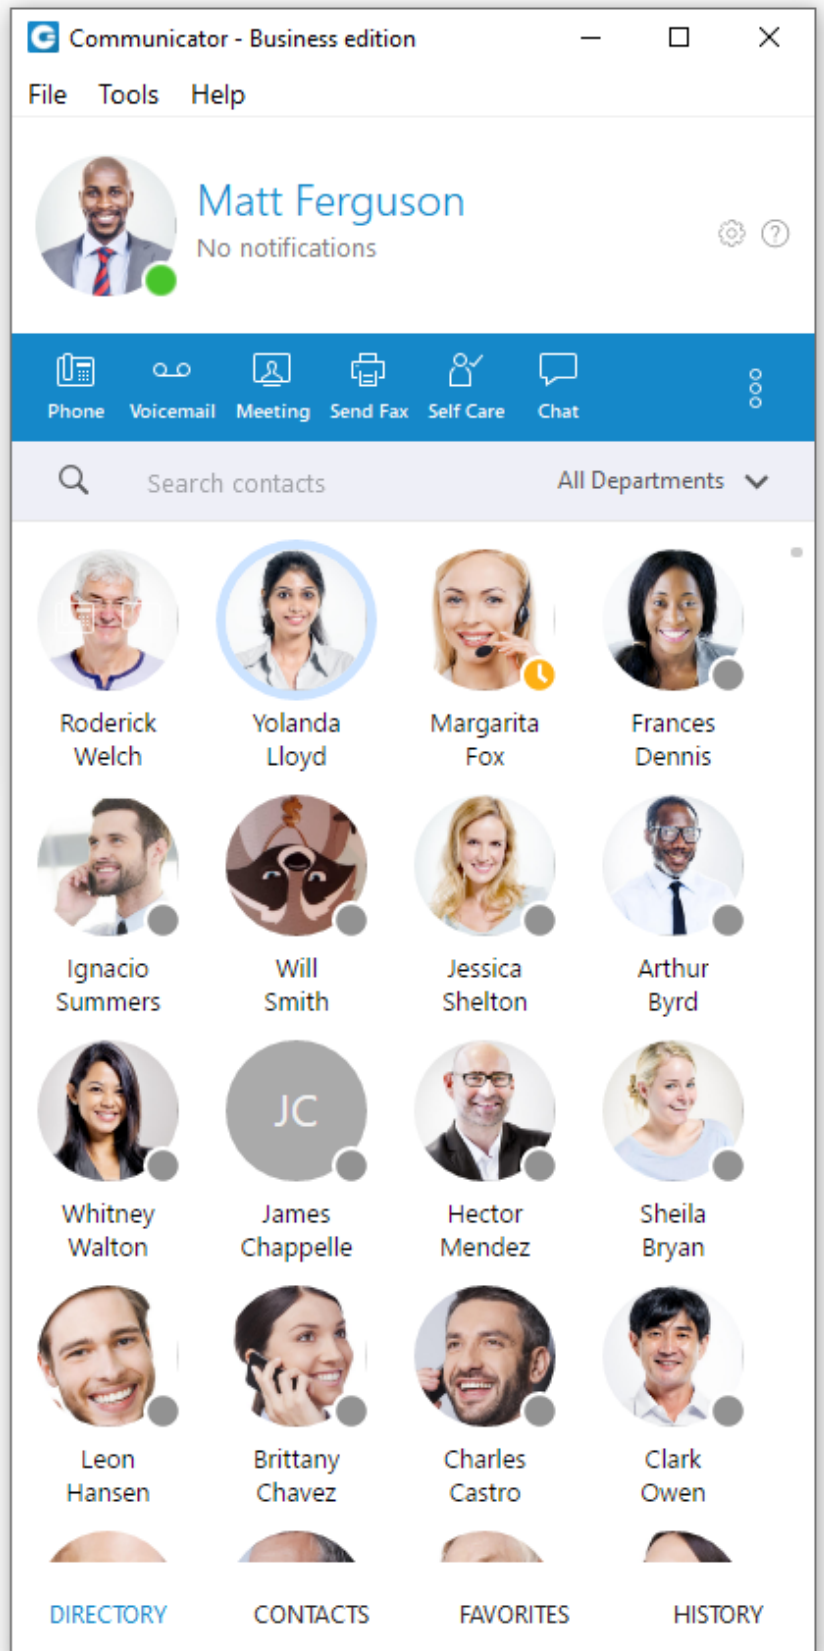 Communicator - Business edition
File Tools Help
Matt Ferguson
No notifications
Phone Voicemail Meeting Send Fax Self Care Chat
Search contacts All Departments
Roderick Yolanda Margarita Frances
Welch Lloyd Fox Dennis
Ignacio Will Jessica Arthur
Summers Smith Shelton Byrd
JC
Whitney James Hector Sheila
Walton Chappelle Mendez Bryan
Leon Brittany Charles Clark
Hansen Chavez Castro Owen
DIRECTORY CONTACTS FAVORITES HISTORY